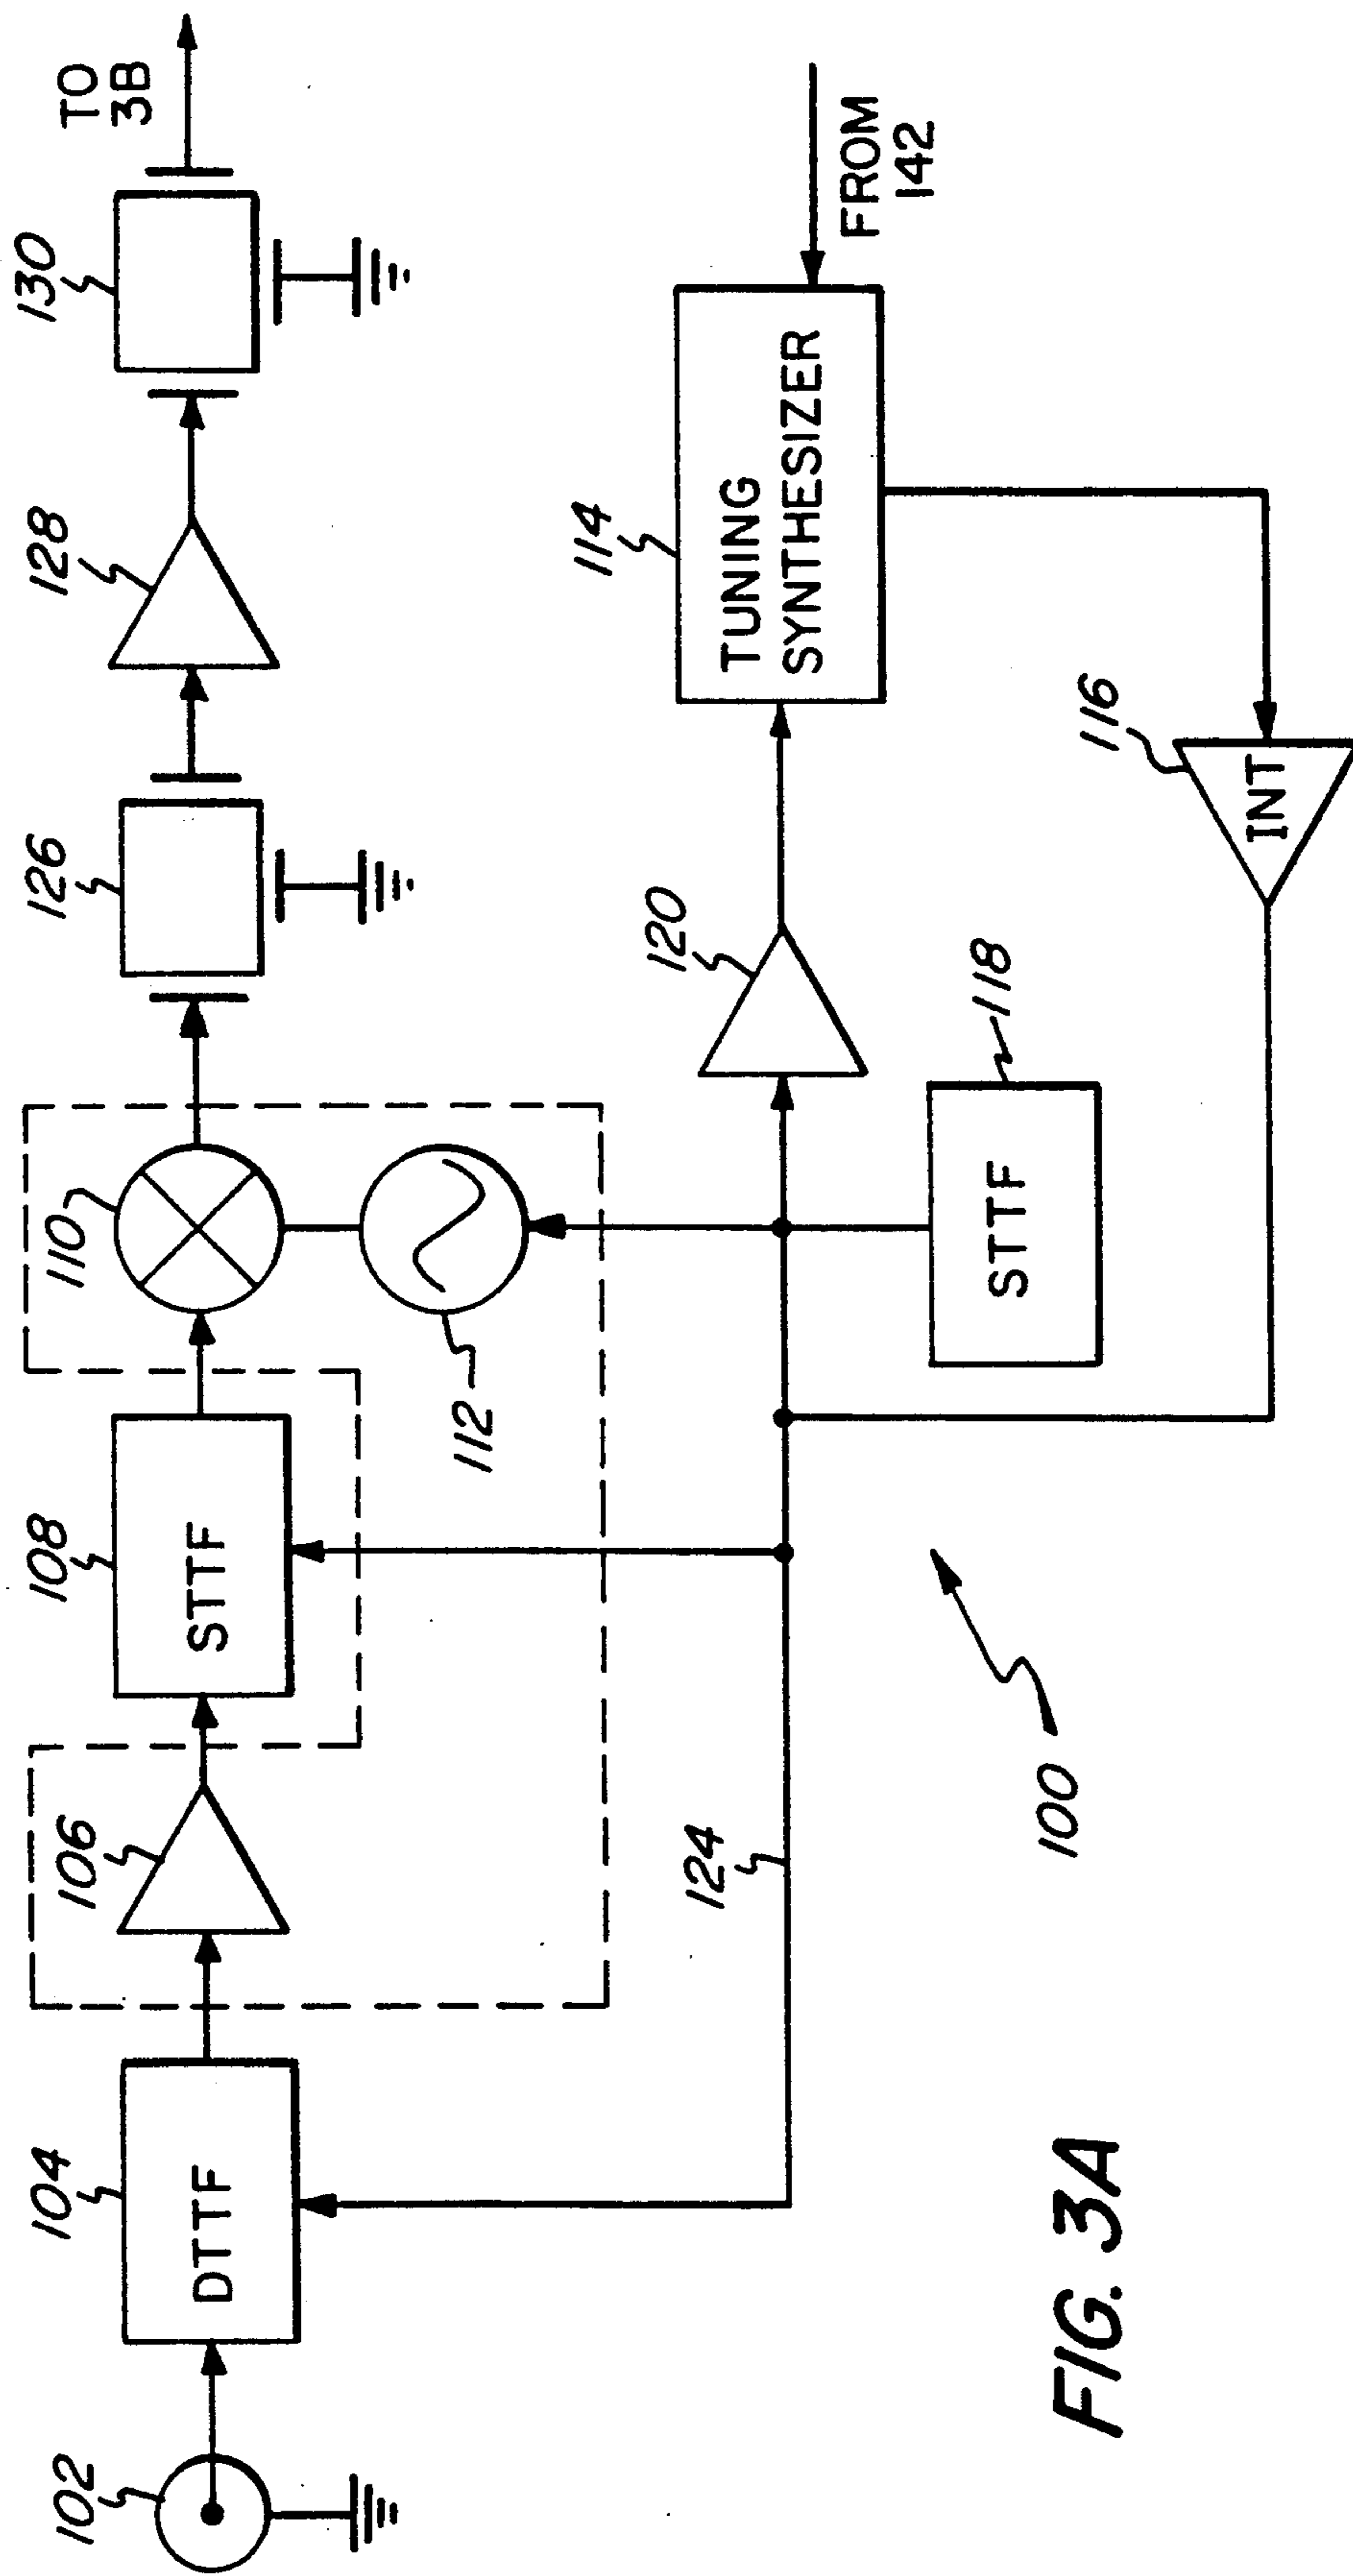 102
104
DTTF
106
108
STTF
110
112
126
128
130
TO
3B
124
114
TUNING
SYNTHESIZER
FROM
142
120
118
STTF
116
INT
100
FIG. 3A